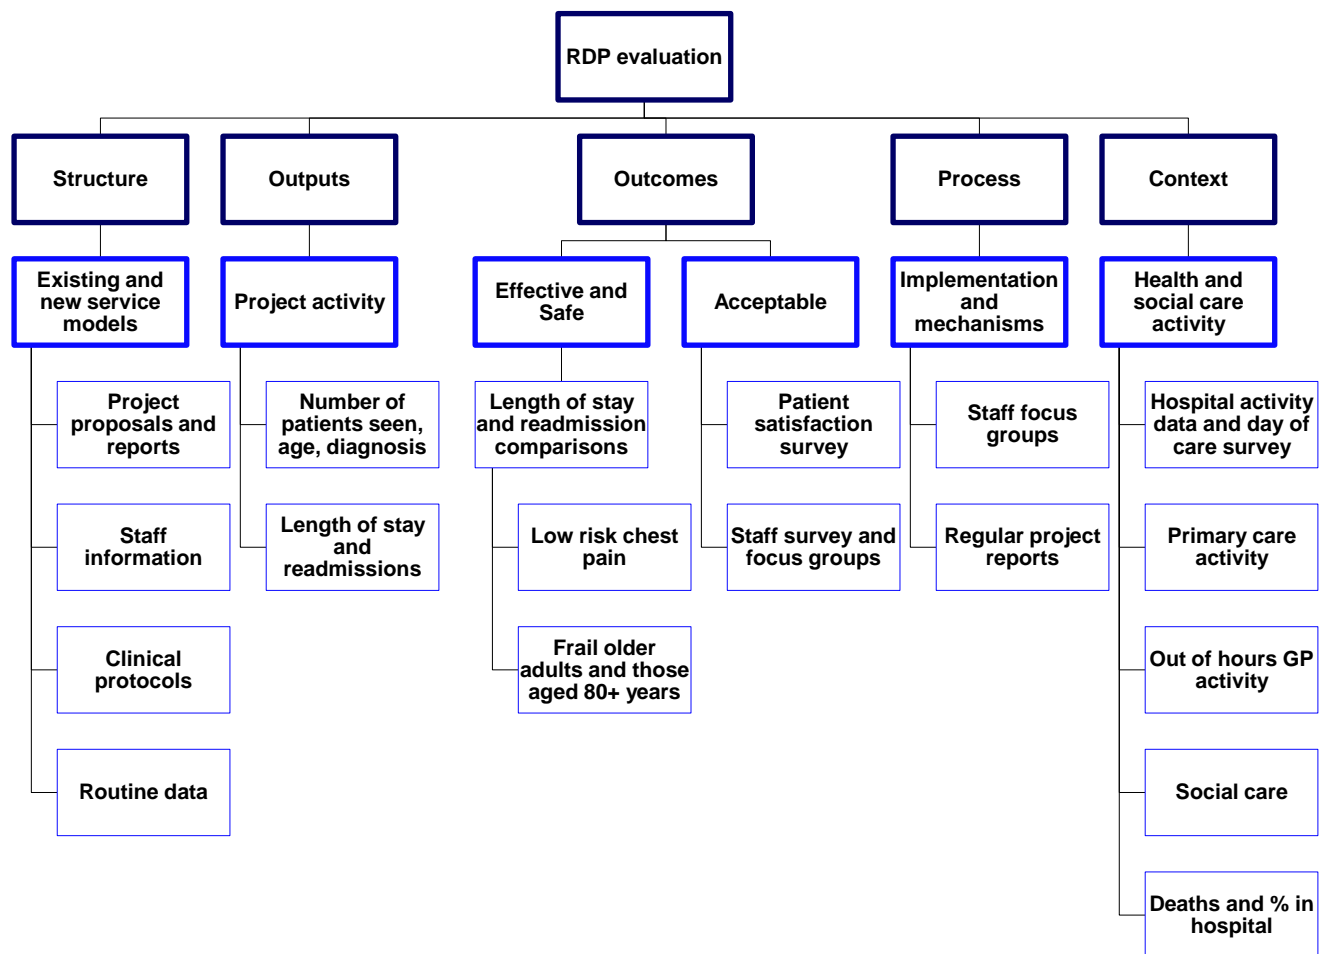 RDP evaluation
Structure
Outputs
Outcomes
Process
Context
Existing and
new service
models
Project activity
Effective and
Safe
Acceptable
Implementation
and
mechanisms
Health and
social care
activity
Project
proposals and
reports
Number of
patients seen,
age, diagnosis
Length of stay
and readmission
comparisons
Patient
satisfaction
survey
Staff focus
groups
Hospital activity
data and day of
care survey
Staff
information
Length of stay
and
readmissions
Low risk chest
pain
Staff survey and
focus groups
Regular project
reports
Primary care
activity
Clinical
protocols
Frail older
adults and those
aged 80+ years
Out of hours GP
activity
Routine data
Social care
Deaths and % in
hospital